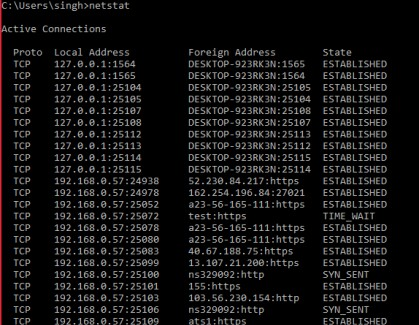 C:\Users\singh>netstat
Active Connections
Proto Local Address Foreign Address State
TCP 127.0.0.1:1564 DESKTOP-923RK3N:1565 ESTABLISHED
TCP 127.0.0.1:1565 DESKTOP-923RK3N:1564 ESTABLISHED
TCP 127.0.0.1:25104 DESKTOP-923RK3N:25105 ESTABLISHED
TCP 127.0.0.1:25105 DESKTOP-923RK3N:25104 ESTABLISHED
TCP 127.0.0.1:25107 DESKTOP-923RK3N:25108 ESTABLISHED
TCP 127.0.0.1:25108 DESKTOP-923RK3N:25107 ESTABLISHED
TCP 127.0.0.1:25112 DESKTOP-923RK3N:25113 ESTABLISHED
TCP 127.0.0.1:25113 DESKTOP-923RK3N:25112 ESTABLISHED
TCP 127.0.0.1:25114 DESKTOP-923RK3N:25115 ESTABLISHED
TCP 127.0.0.1:25115 DESKTOP-923RK3N:25114 ESTABLISHED
TCP 192.168.0.57:24938 52.230.84.217:https ESTABLISHED
TCP 192.168.0.57:24978 162.254.196.84:27021 ESTABLISHED
TCP 192.168.0.57:25052 a23-56-165-111:https ESTABLISHED
TCP 192.168.0.57:25072 test:https TIME_WAIT
TCP 192.168.0.57:25078 a23-56-165-111:https ESTABLISHED
TCP 192.168.0.57:25080 a23-56-165-111:https ESTABLISHED
TCP 192.168.0.57:25083 40.67.188.75:https ESTABLISHED
TCP 192.168.0.57:25099 13.107.21.200:https ESTABLISHED
TCP 192.168.0.57:25100 ns329092:http SYN_SENT
TCP 192.168.0.57:25101 155:https ESTABLISHED
TCP 192.168.0.57:25103 103.56.230.154:http ESTABLISHED
TCP 192.168.0.57:25106 ns329092:http SYN_SENT
TCP 192.168.0.57:25109 ats1:https ESTABLISHED